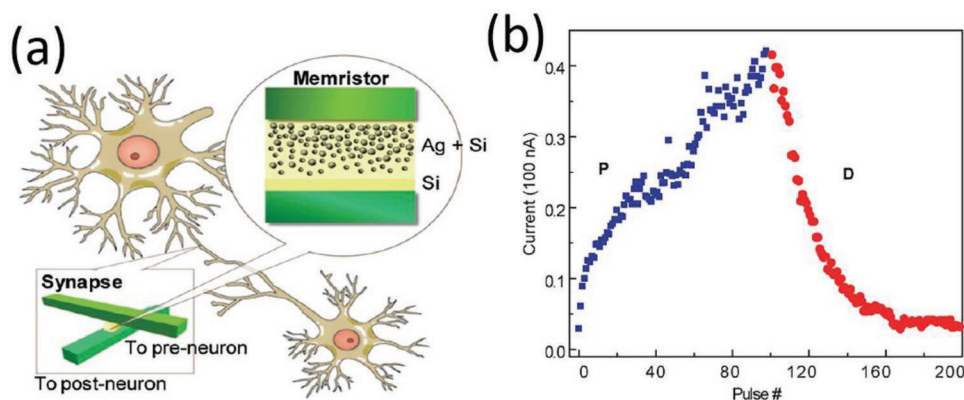 (a)
Memristor
Ag + Si
Si
Synapse
To pre-neuron
To post-neuron
(b)
Current (100 nA)
0.4
0.3
0.2
0.1
0.0
P
D
0
40
80
120
160
200
Pulse #